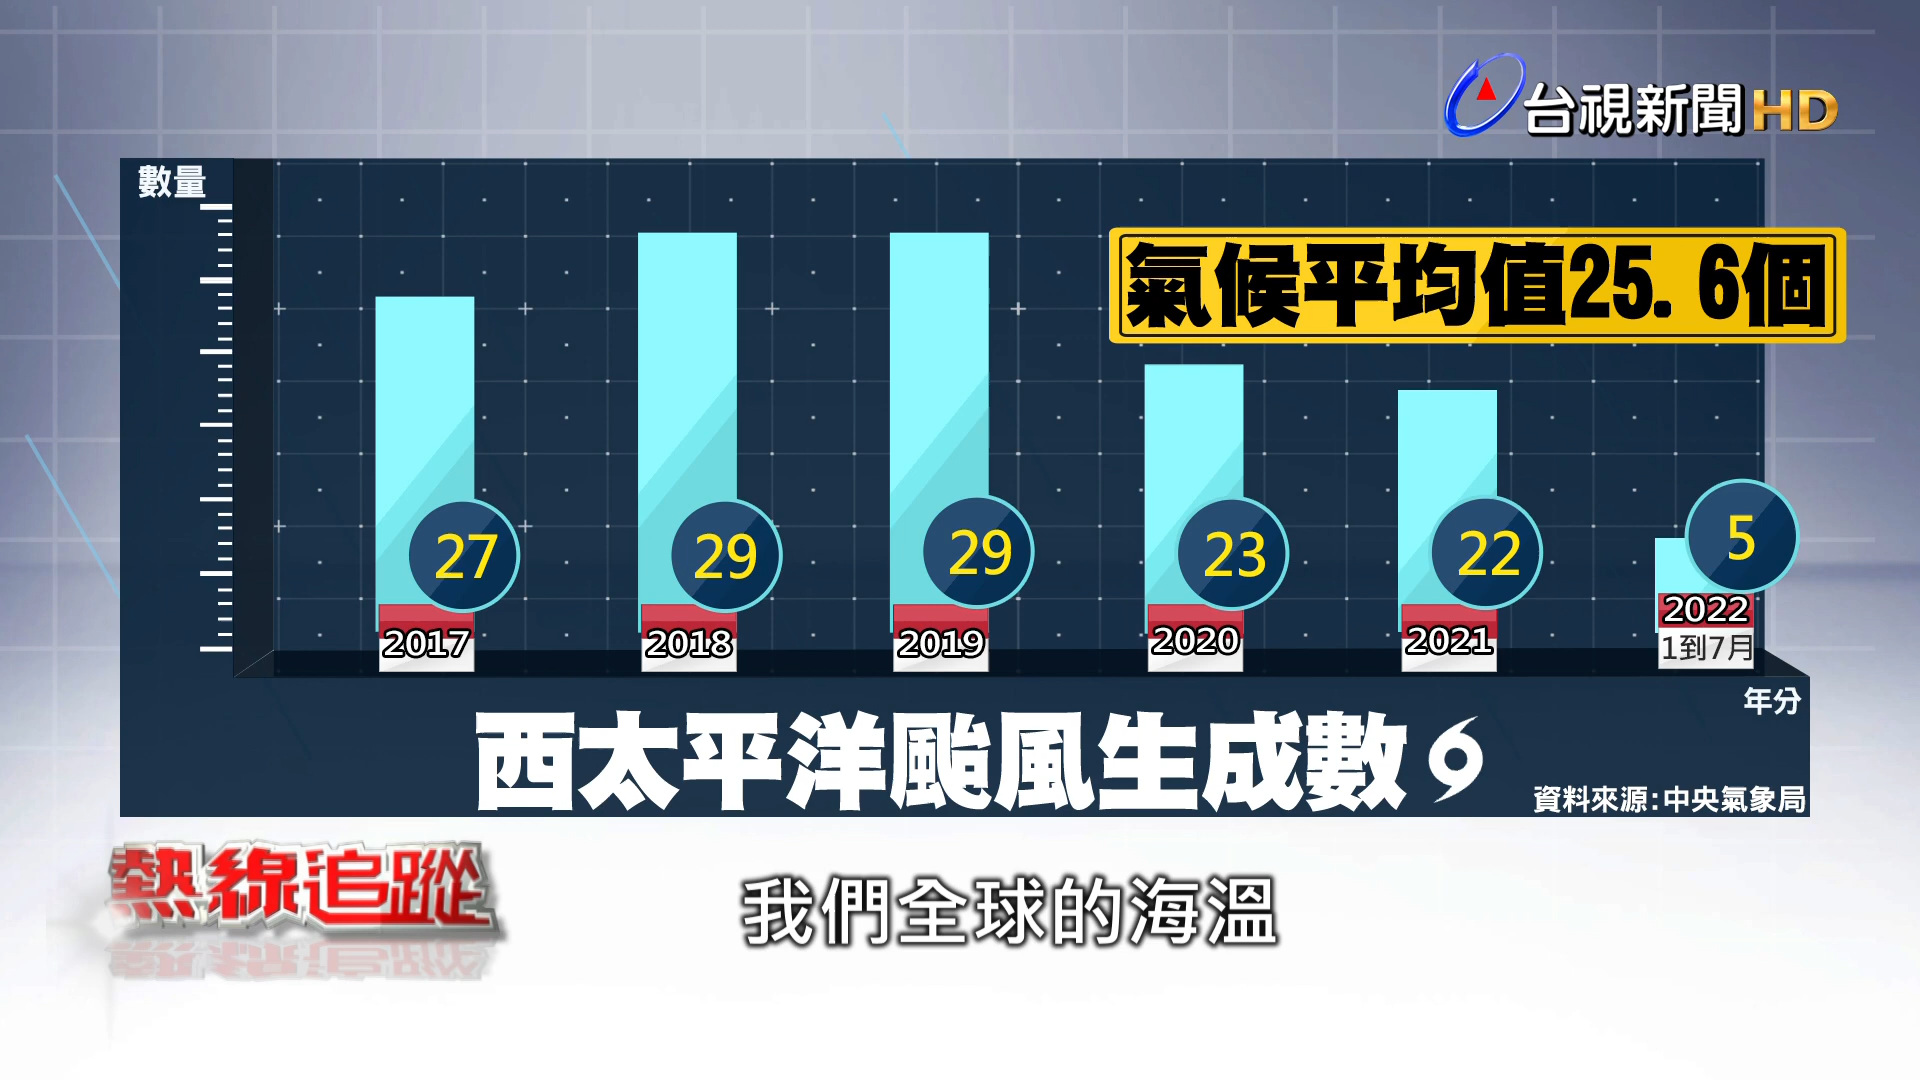 台視新聞HD
數量
氣候平均值25.6個
27
29
29
23
22
5
2017
2018
2019
2020
2021
2022
1到7月
年分
西太平洋颱風生成數
資料來源:中央氣象局
熱線追蹤
我們全球的海溫